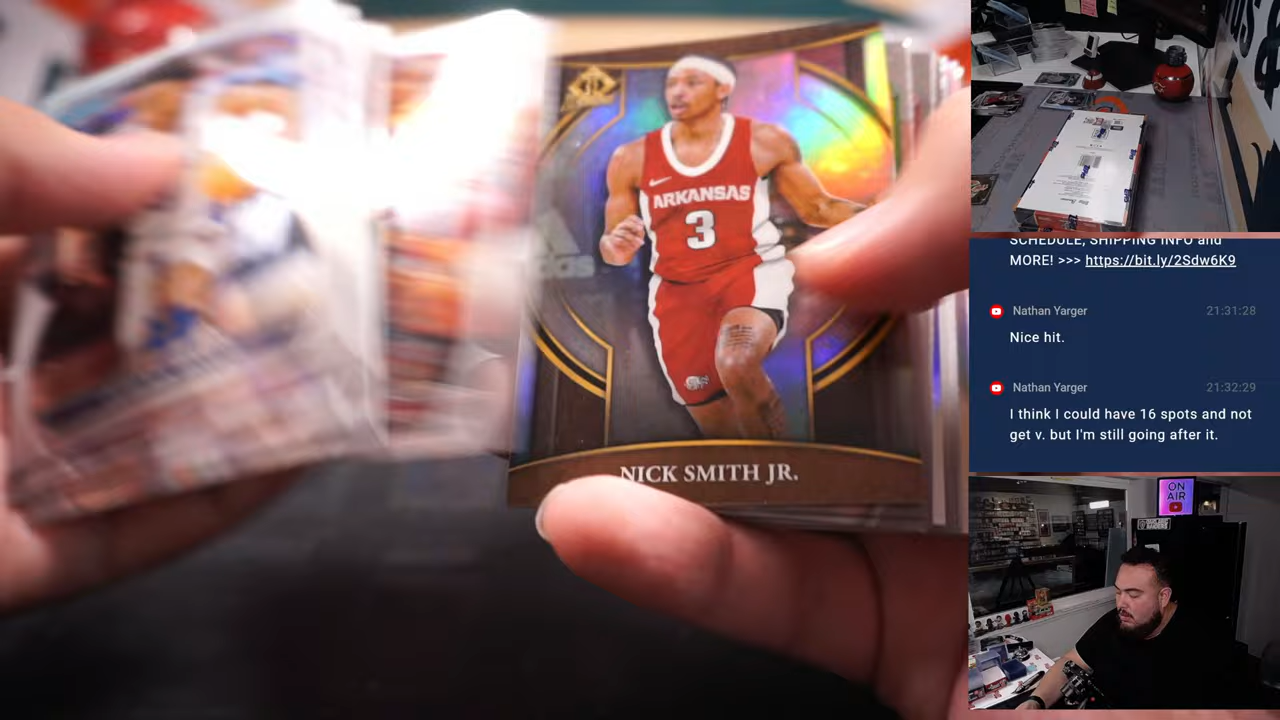 ARKANSAS
3
NICK SMITH JR.
SCHEDULE, SHIPPING INFO and
MORE! >>> https://bit.ly/2Sdw6K9
Nathan Yarger 21:31:28
Nice hit.
Nathan Yarger 21:32:29
I think I could have 16 spots and not
get v. but I'm still going after it.
ON
AIR